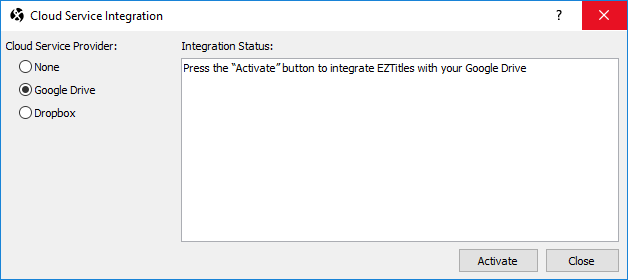 Cloud Service Integration
?
Cloud Service Provider:
Integration Status:
None
Google Drive
Dropbox
Press the “Activate” button to integrate EZTitles with your Google Drive
Activate
Close